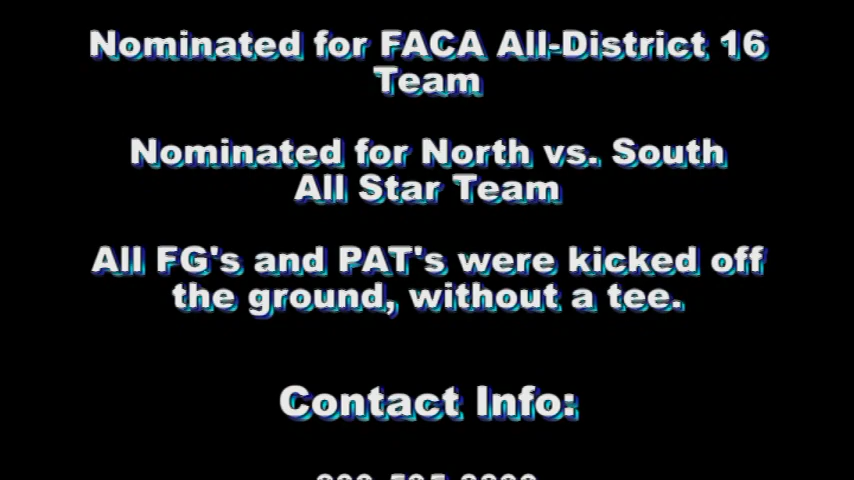 Nominated for FACA All-District 16
Team
Nominated for North vs. South
All Star Team
All FG's and PAT's were kicked off
the ground, without a tee.
Contact Info: